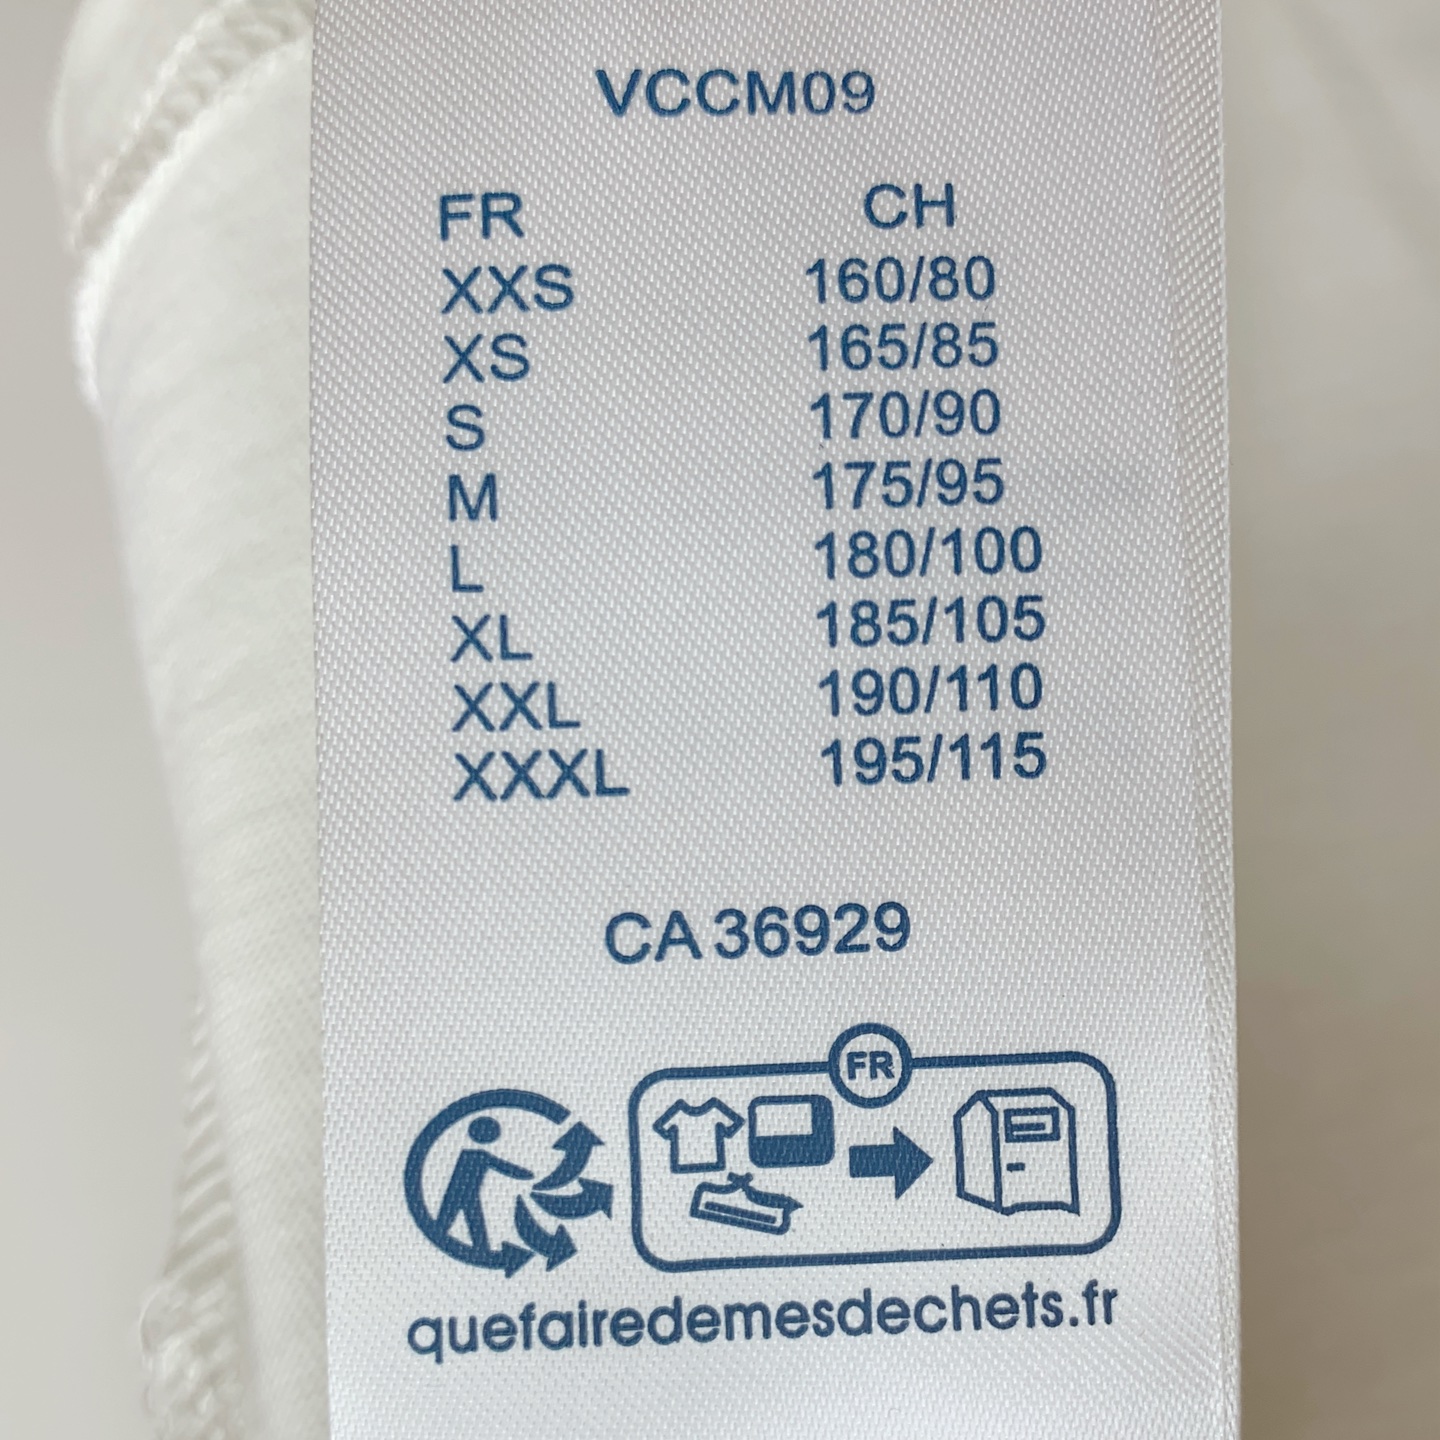 VCCM09
FR CH
XXS 160/80
XS 165/85
S 170/90
M 175/95
L 180/100
XL 185/105
XXL 190/110
XXXL 195/115
CA 36929
FR
quefairedemesdechets.fr